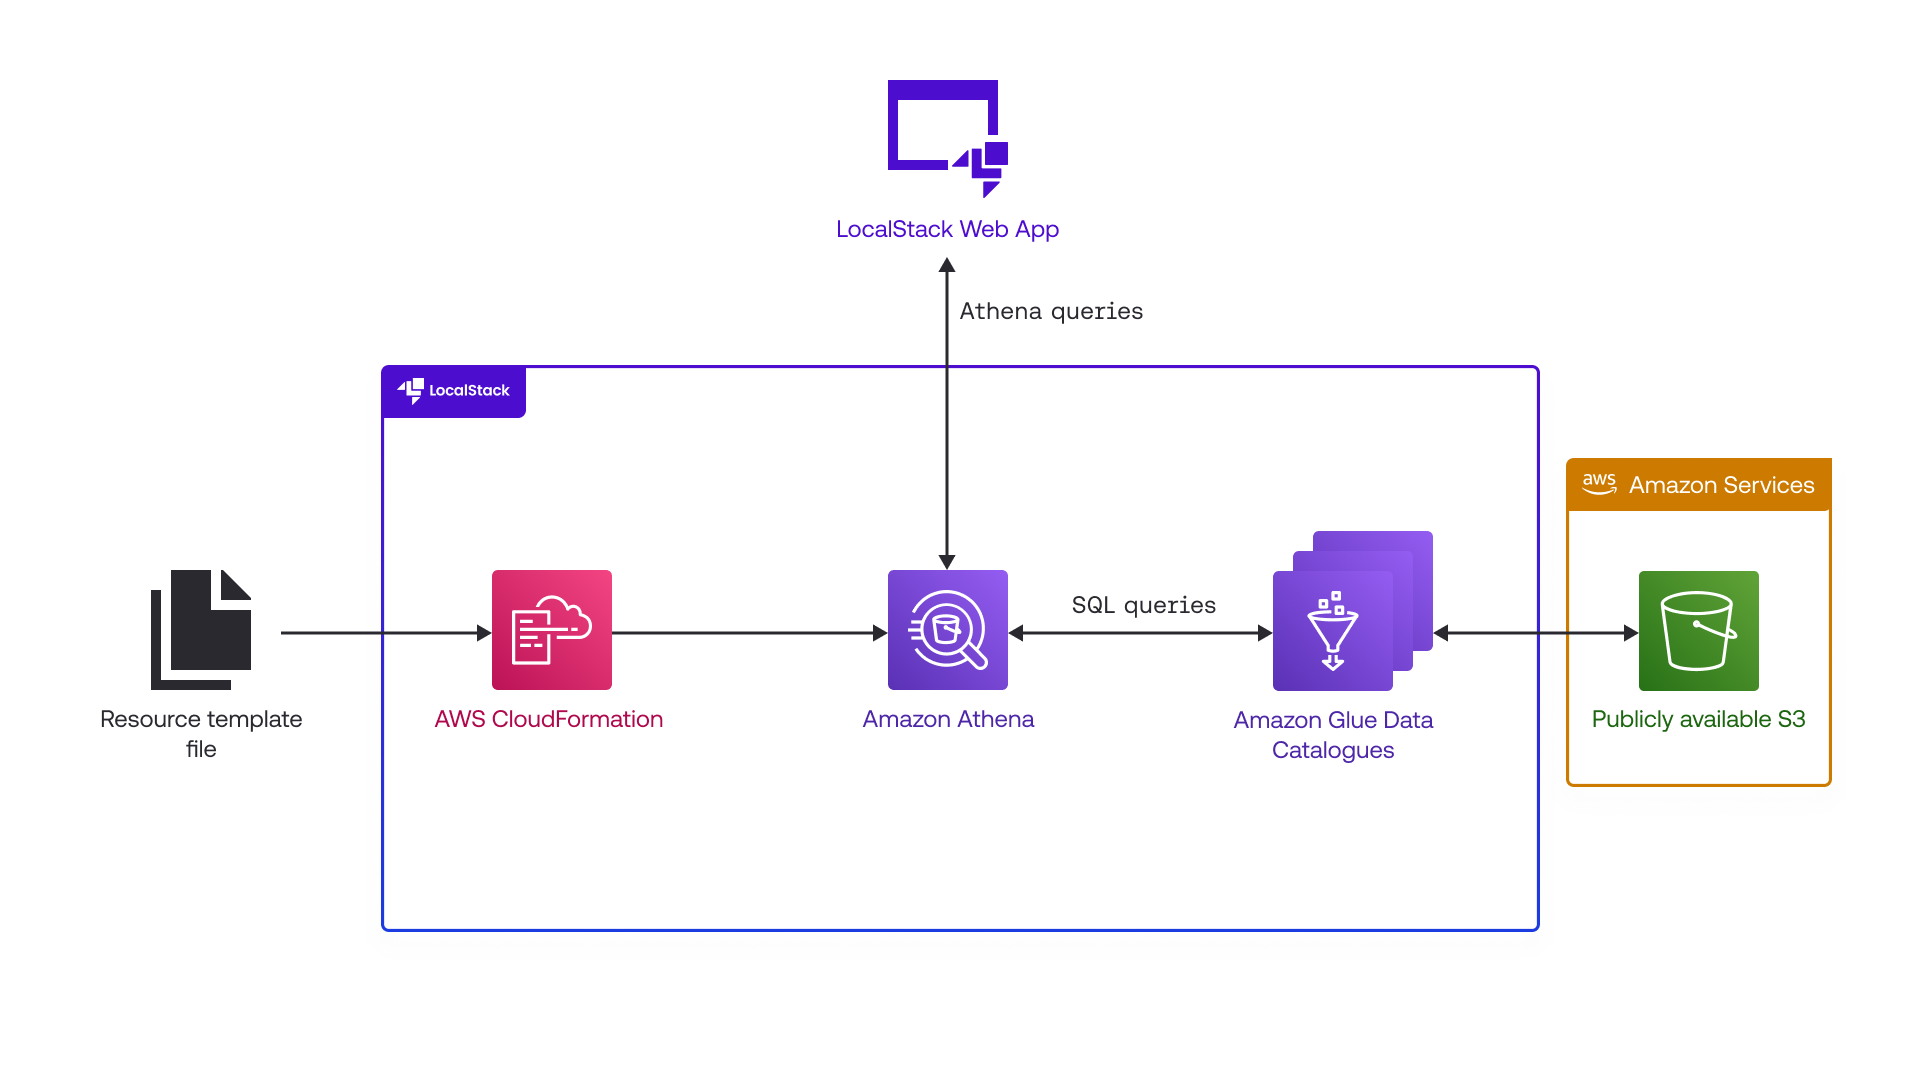 LocalStack Web App
Athena queries
LocalStack
aws Amazon Services
SQL queries
Resource template
file
AWS CloudFormation
Amazon Athena
Amazon Glue Data
Catalogues
Publicly available S3